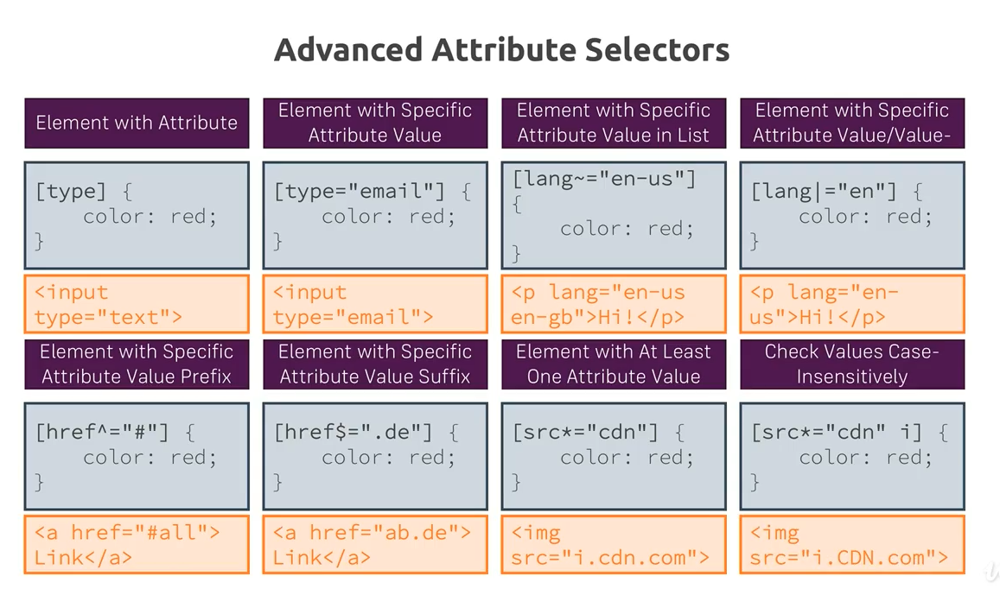 Advanced Attribute Selectors
Element with Attribute
[type] {
    color: red;
}
<input
type="text">
Element with Specific
Attribute Value
[type="email"] {
    color: red;
}
<input
type="email">
Element with Specific
Attribute Value in List
[lang~="en-us"]
{
    color: red;
}
<p lang="en-us
en-gb">Hi!</p>
Element with Specific
Attribute Value/Value-
[lang|="en"] {
    color: red;
}
<p lang="en-
us">Hi!</p>
Element with Specific
Attribute Value Prefix
[href^="#"] {
    color: red;
}
<a href="#all">
Link</a>
Element with Specific
Attribute Value Suffix
[href$=".de"] {
    color: red;
}
<a href="ab.de">
Link</a>
Element with At Least
One Attribute Value
[src*="cdn"] {
    color: red;
}
<img
src="i.cdn.com">
Check Values Case-
Insensitively
[src*="cdn" i] {
    color: red;
}
<img
src="i.CDN.com">